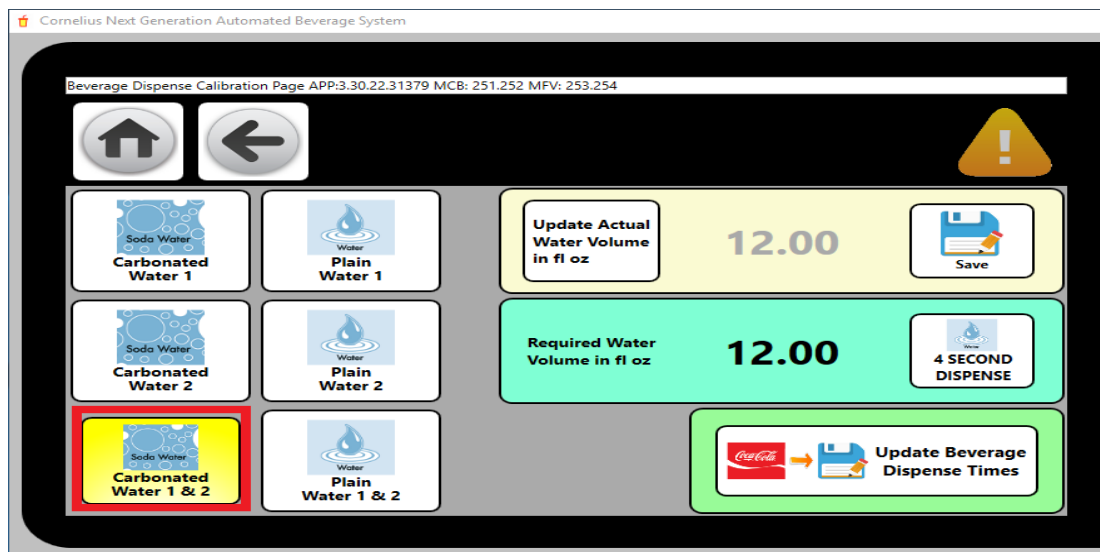 Cornelius Next Generation Automated Beverage System
Beverage Dispense Calibration Page APP:3.30.22.31379 MCB: 251.252 MFV: 253.254
Soda Water
Carbonated
Water 1
Water
Plain
Water 1
Update Actual
Water Volume
in fl oz
12.00
Save
Soda Water
Carbonated
Water 2
Water
Plain
Water 2
Required Water
Volume in fl oz
12.00
Water
4 SECOND
DISPENSE
Soda Water
Carbonated
Water 1 & 2
Water
Plain
Water 1 & 2
Coca-Cola
Update Beverage
Dispense Times